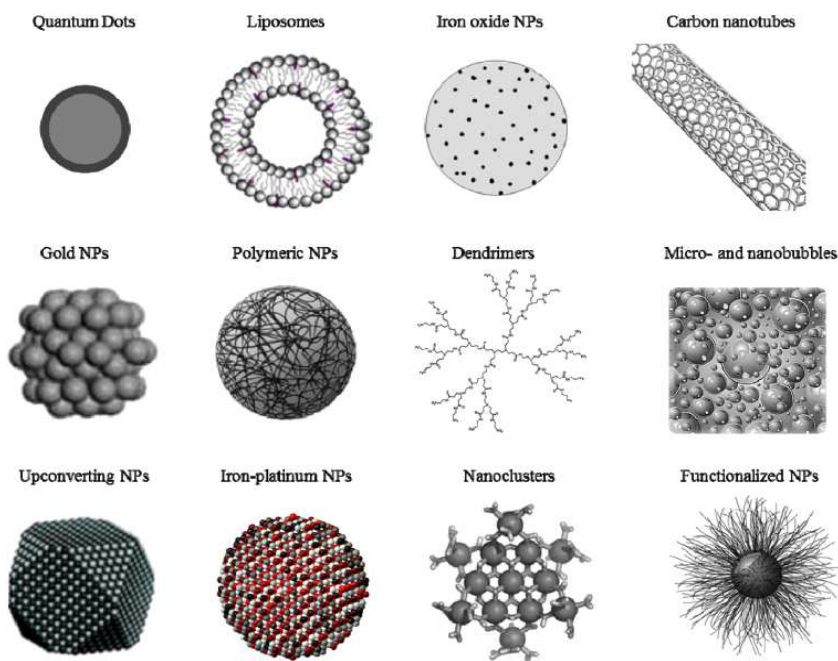 Quantum Dots
Liposomes
Iron oxide NPs
Carbon nanotubes
Gold NPs
Polymeric NPs
Dendrimers
Micro- and nanobubbles
Upconverting NPs
Iron-platinum NPs
Nanoclusters
Functionalized NPs